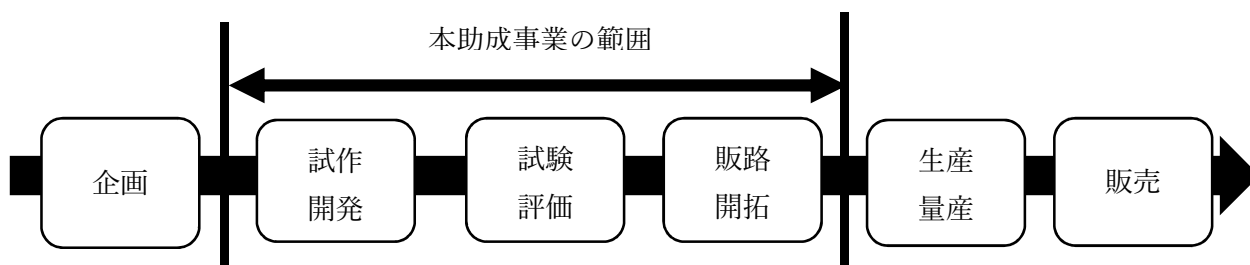 本助成事業の範囲
企画
試作
開発
試験
評価
販路
開拓
生産
量産
販売